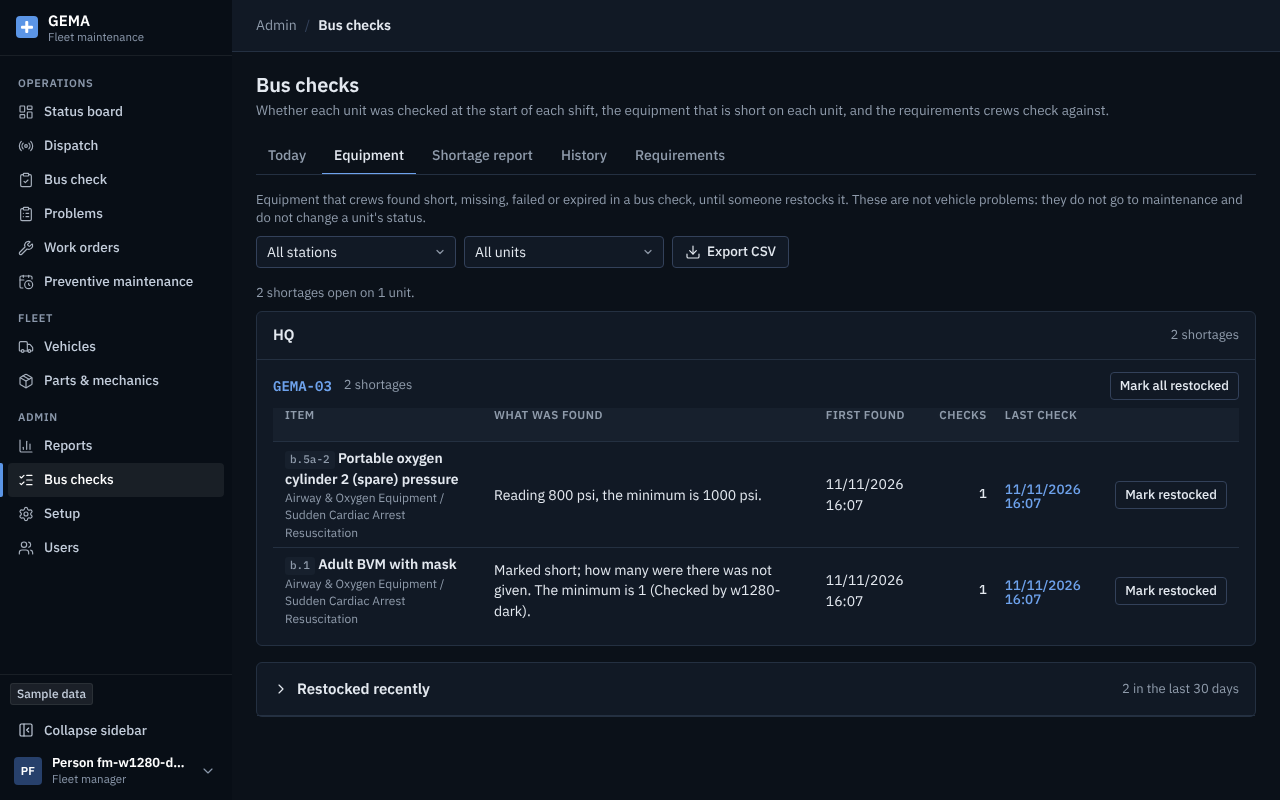 GEMA
Fleet maintenance
OPERATIONS
Status board
Dispatch
Bus check
Problems
Work orders
Preventive maintenance
FLEET
Vehicles
Parts & mechanics
ADMIN
Reports
Bus checks
Setup
Users
Sample data
Collapse sidebar
PF
Person fm-w1280-d...
Fleet manager
Admin / Bus checks
Bus checks
Whether each unit was checked at the start of each shift, the equipment that is short on each unit, and the requirements crews check against.
Today Equipment Shortage report History Requirements
Equipment that crews found short, missing, failed or expired in a bus check, until someone restocks it. These are not vehicle problems: they do not go to maintenance and
do not change a unit's status.
All stations All units Export CSV
2 shortages open on 1 unit.
HQ 2 shortages
GEMA-03 2 shortages Mark all restocked
ITEM WHAT WAS FOUND FIRST FOUND CHECKS LAST CHECK
b.5a-2 Portable oxygen
cylinder 2 (spare) pressure
Airway & Oxygen Equipment /
Sudden Cardiac Arrest
Resuscitation
Reading 800 psi, the minimum is 1000 psi.
11/11/2026
16:07
1
11/11/2026
16:07
Mark restocked
b.1 Adult BVM with mask
Airway & Oxygen Equipment /
Sudden Cardiac Arrest
Resuscitation
Marked short; how many were there was not
given. The minimum is 1 (Checked by w1280-
dark).
11/11/2026
16:07
1
11/11/2026
16:07
Mark restocked
Restocked recently 2 in the last 30 days